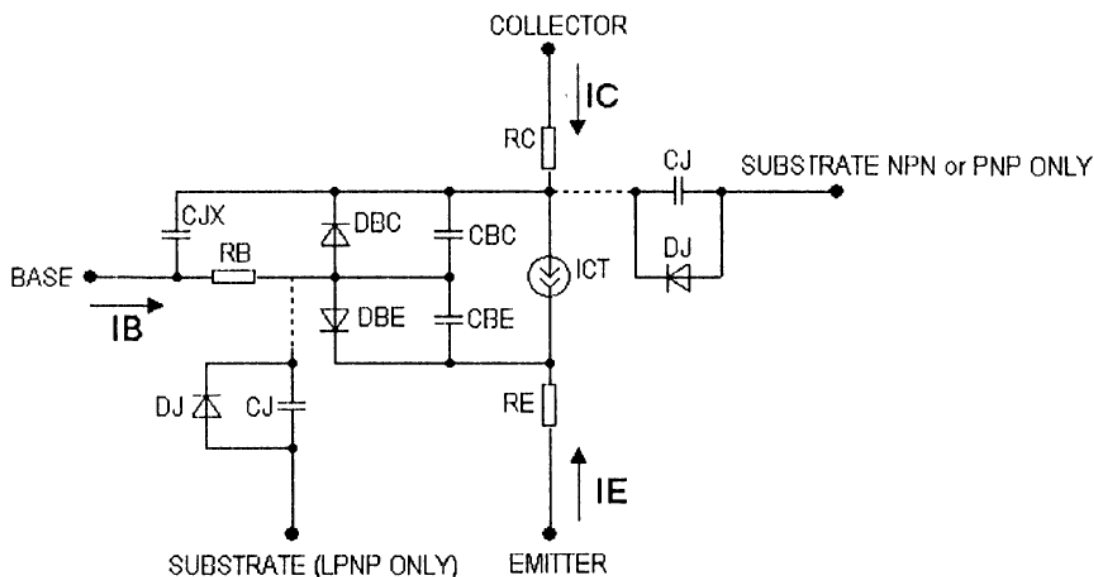 COLLECTOR
IC
RC
CJ
SUBSTRATE NPN or PNP ONLY
CJX
DBC
CBC
RB
DJ
ICT
BASE
IB
DBE
CBE
DJ
CJ
RE
IE
SUBSTRATE (LPNP ONLY)
EMITTER